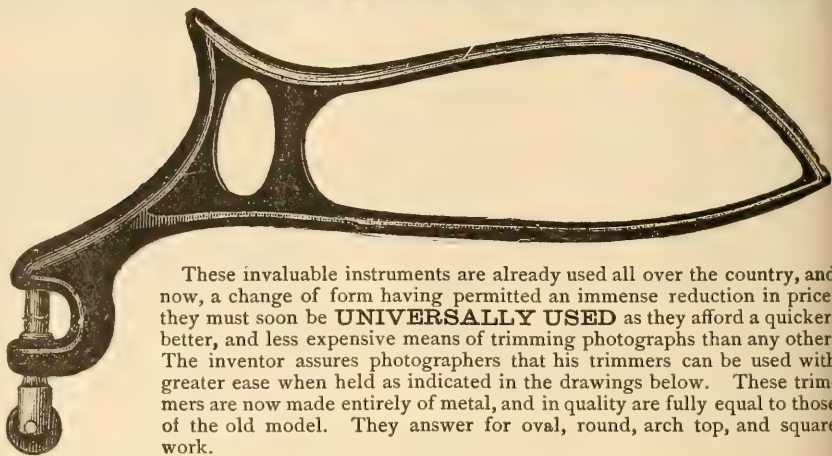 These invaluable instruments are already used all over the country, and
now, a change of form having permitted an immense reduction in price
they must soon be UNIVERSALLY USED as they afford a quicker
better, and less expensive means of trimming photographs than any other
The inventor assures photographers that his trimmers can be used with
greater ease when held as indicated in the drawings below. These trim
mers are now made entirely of metal, and in quality are fully equal to those
of the old model. They answer for oval, round, arch top, and square
work.